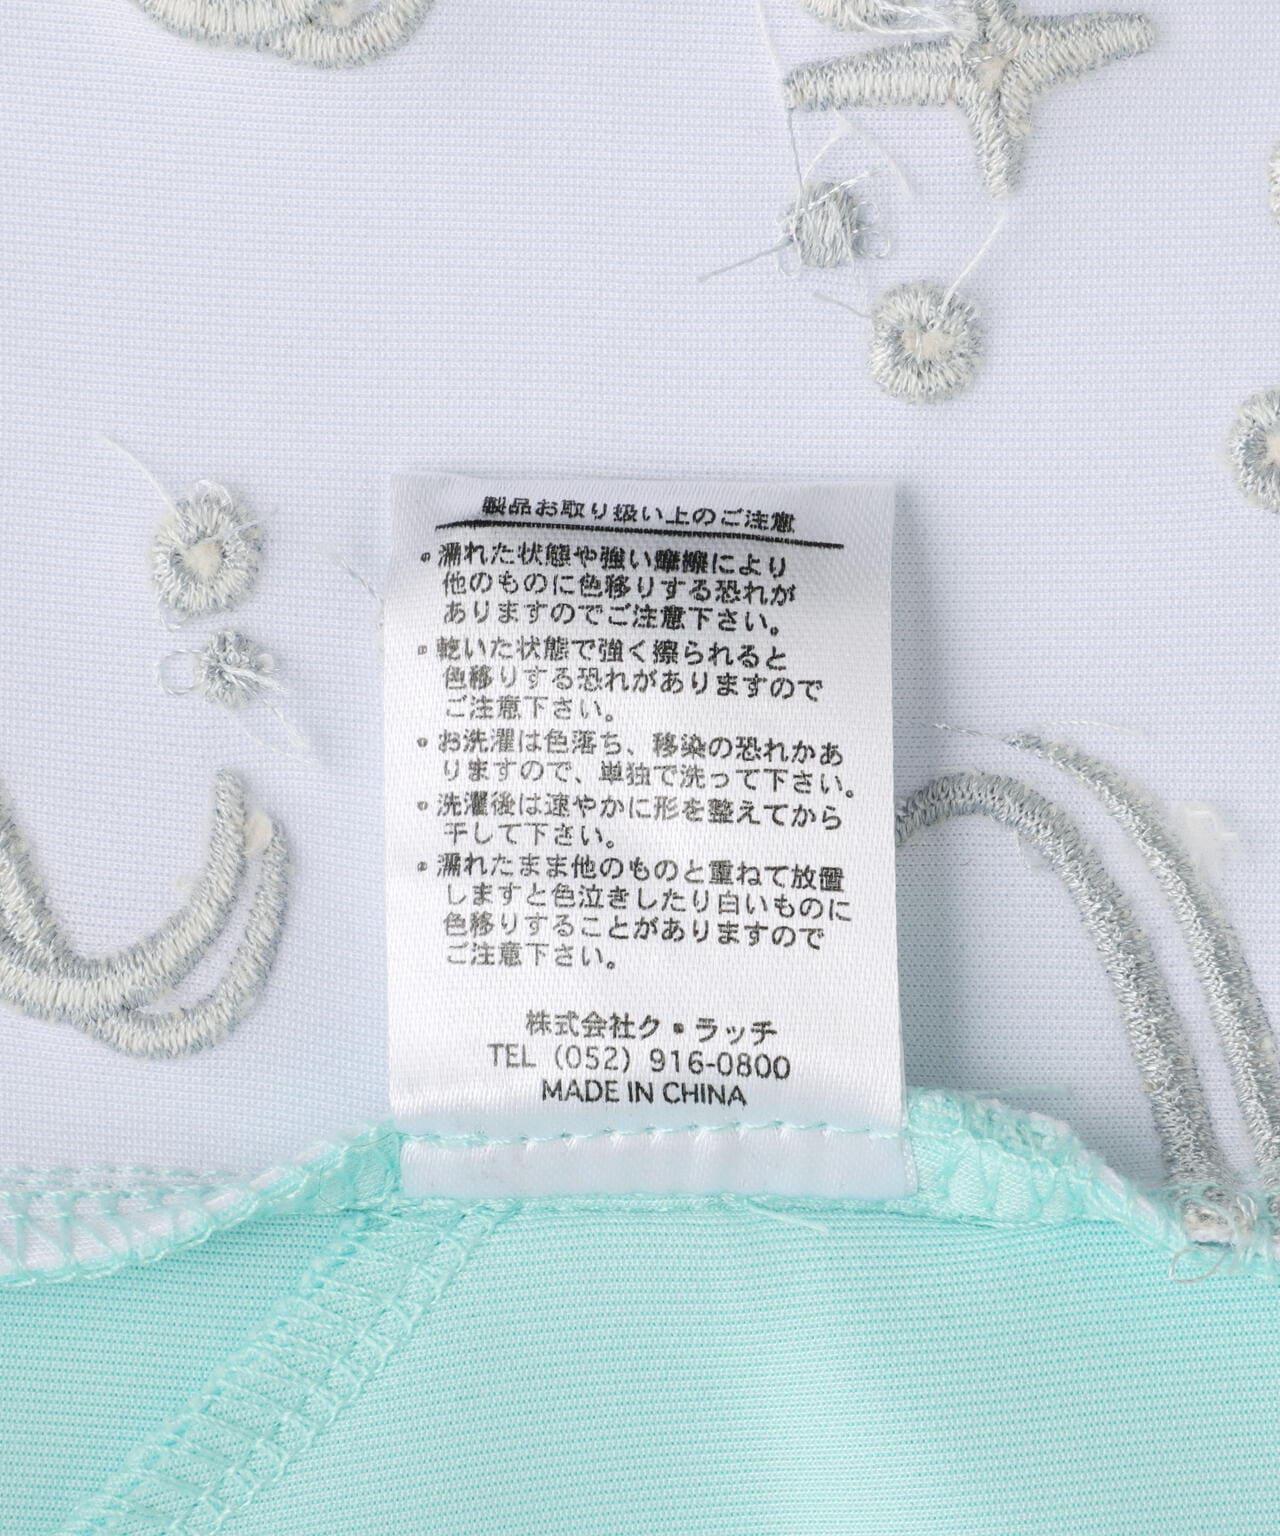 製品お取り扱い上のご注意
•濡れた状態や強い摩擦により
他のものに色移りする恐れが
ありますのでご注意下さい。
•乾いた状態で強く擦られると
色移りする恐れがありますので
ご注意下さい。
•お洗濯は色落ち、移染の恐れがあ
りますので、単独で洗って下さい。
•洗濯後は速やかに形を整えてから
干して下さい。
•濡れたまま他のものと重ねて放置
しますと色泣きしたり白いものに
色移りすることがありますので
ご注意下さい。
株式会社ク・ラッチ
TEL (052) 916-0800
MADE IN CHINA